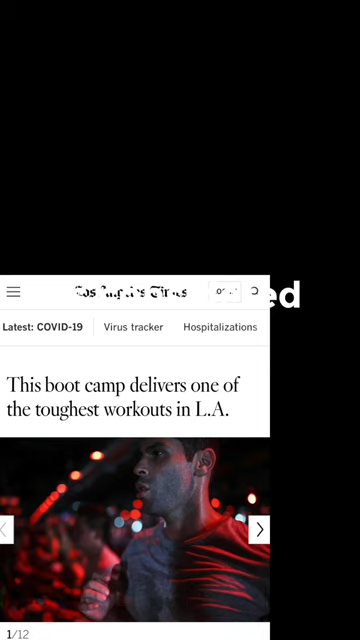 ed
Latest: COVID-19 Virus tracker Hospitalizations
This boot camp delivers one of
the toughest workouts in L.A.
1/12